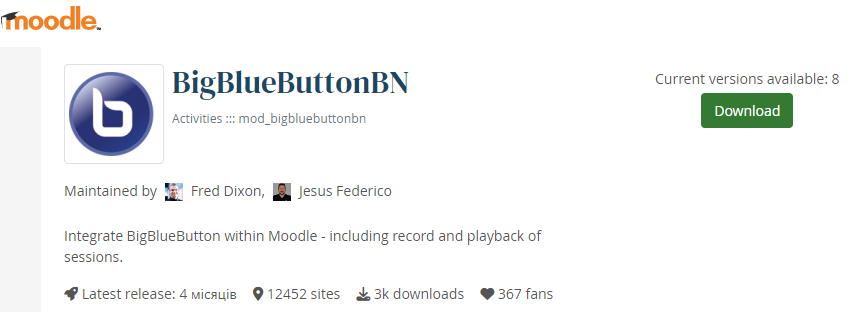 moodle
BigBlueButtonBN
Current versions available: 8
Download
Activities ::: mod_bigbluebuttonbn
Maintained by Fred Dixon, Jesus Federico
Integrate BigBlueButton within Moodle - including record and playback of
sessions.
Latest release: 4 місяців 12452 sites 3k downloads 367 fans